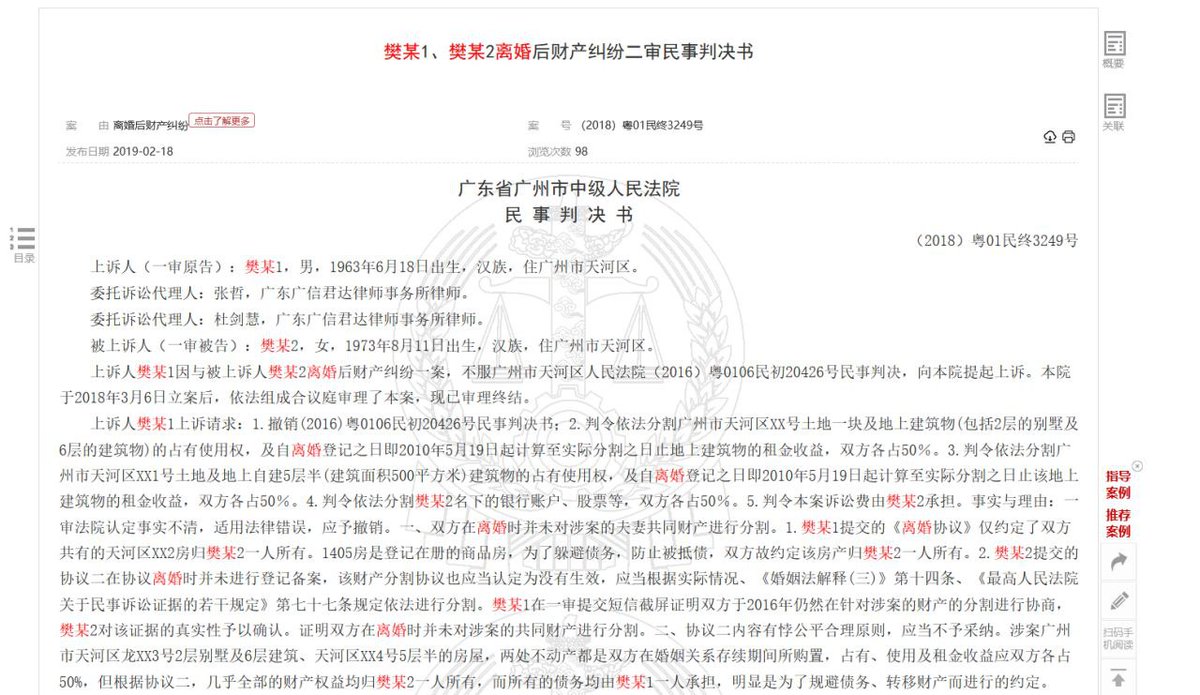 樊某1、樊某2离婚后财产纠纷二审民事判决书
概要
关联
案 由 离婚后财产纠纷 点击了解更多
案 号 (2018) 粤01民终3249号
发布日期 2019-02-18
浏览次数 98
广东省广州市中级人民法院
民 事 判 决 书
（2018）粤01民终3249号
目录
上诉人（一审原告）：樊某1，男，1963年6月18日出生，汉族，住广州市天河区。
委托诉讼代理人：张哲，广东广信君达律师事务所律师。
委托诉讼代理人：杜剑慧，广东广信君达律师事务所律师。
被上诉人（一审被告）：樊某2，女，1973年8月11日出生，汉族，住广州市天河区。
上诉人樊某1因与被上诉人樊某2离婚后财产纠纷一案，不服广州市天河区人民法院（2016）粤0106民初20426号民事判决，向本院提起上诉。本院
于2018年3月6日立案后，依法组成合议庭审理了本案，现已审理终结。
上诉人樊某1上诉请求：1.撤销(2016)粤0106民初20426号民事判决书；2.判令依法分割广州市天河区XX号土地一块及地上建筑物(包括2层的别墅及
6层的建筑物)的占有使用权，及自离婚登记之日即2010年5月19日起计算至实际分割之日止地上建筑物的租金收益，双方各占50%。3.判令依法分割广
州市天河区XX1号土地及地上自建5层半(建筑面积500平方米)建筑物的占有使用权，及自离婚登记之日即2010年5月19日起计算至实际分割之日止该地上
建筑物的租金收益，双方各占50%。4.判令依法分割樊某2名下的银行账户、股票等，双方各占50%。5.判令本案诉讼费由樊某2承担。事实与理由：一
审法院认定事实不清，适用法律错误，应予撤销。一、双方在离婚时并未对涉案的夫妻共同财产进行分割。1.樊某1提交的《离婚协议》仅约定了双方
共有的天河区XX2房归樊某2一人所有。1405房是登记在册的商品房，为了躲避债务，防止被抵债，双方故约定该房产归樊某2一人所有。2.樊某2提交的
协议二在协议离婚时并未进行登记备案，该财产分割协议也应当认定为没有生效，应当根据实际情况、《婚姻法解释(三)》第十四条、《最高人民法院
关于民事诉讼证据的若干规定》第七十七条规定依法进行分割。樊某1在一审提交短信截屏证明双方于2016年仍然在针对涉案的财产的分割进行协商，
樊某2对该证据的真实性予以确认。证明双方在离婚时并未对涉案的共同财产进行分割。二、协议二内容有悖公平合理原则，应当不予采纳。涉案广州
市天河区龙XX3号2层别墅及6层建筑、天河区XX4号5层半的房屋，两处不动产都是双方在婚姻关系存续期间所购置，占有、使用及租金收益应双方各占
50%，但根据协议二，几乎全部的财产权益均归樊某2一人所有，而所有的债务均由樊某1一人承担，明显是为了规避债务、转移财产而进行的约定。
指导
案例
推荐
案例
扫码手
机阅读